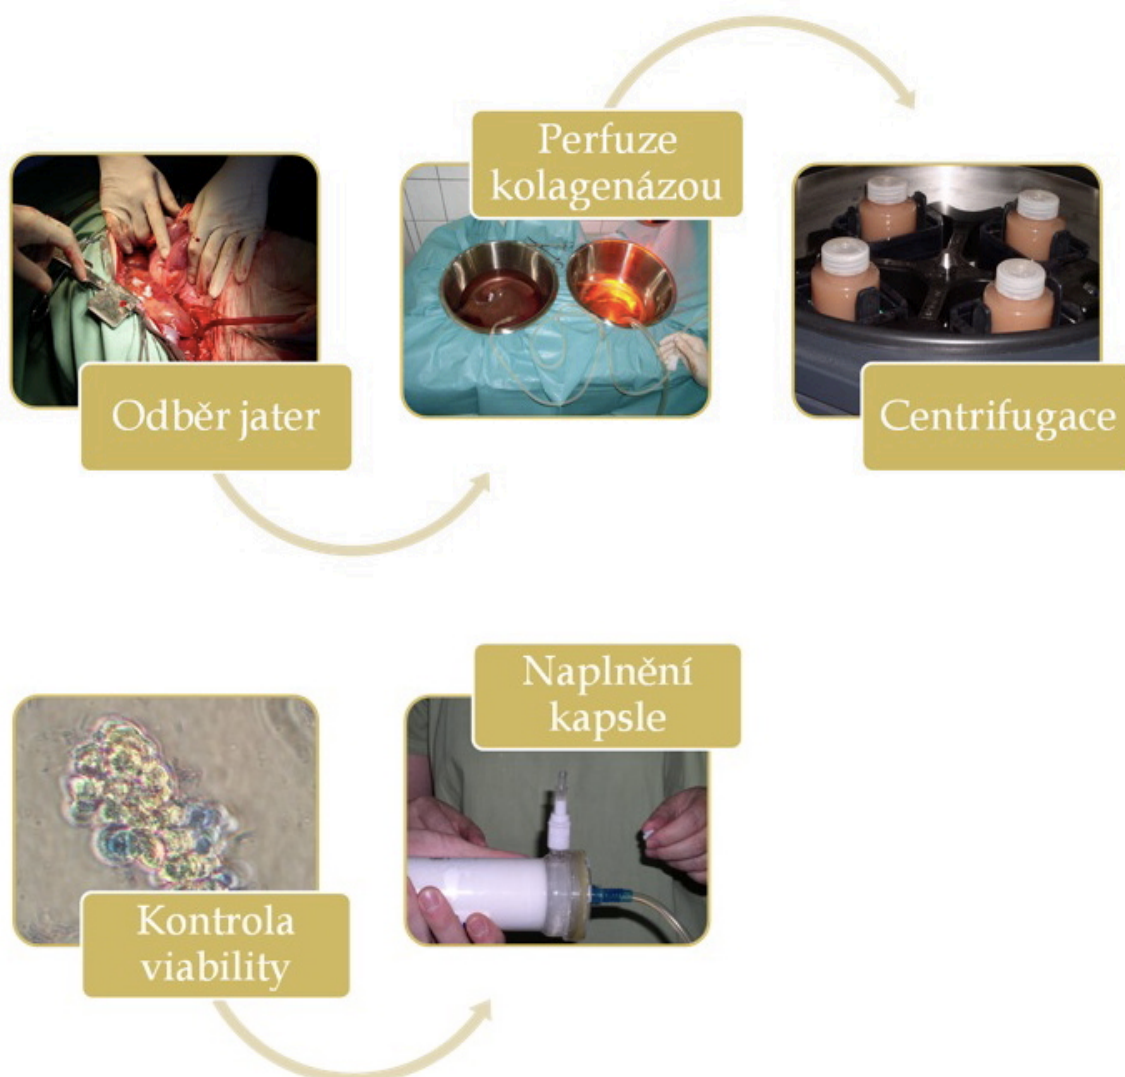 Perfuze
kolagenázou
Odběr jater
Centrifugace
Naplnění
kapsle
Kontrola
viability